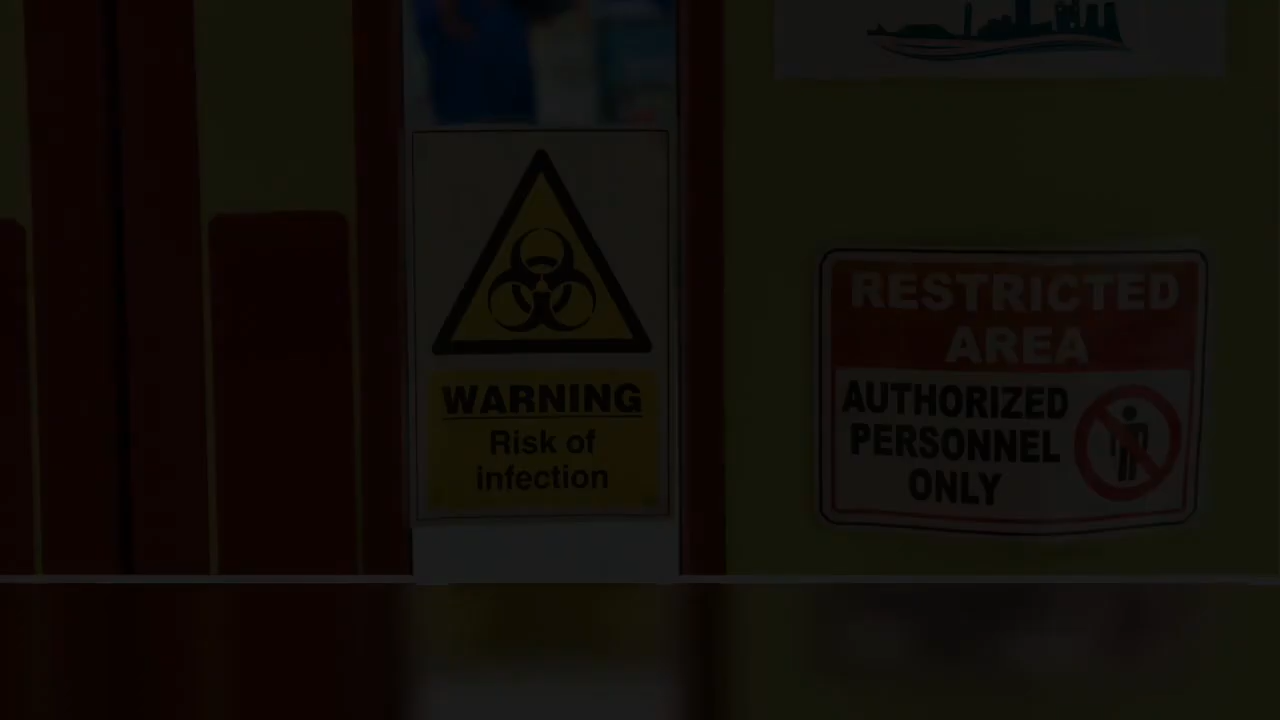 WARNING
Risk of
infection
RESTRICTED
AREA
AUTHORIZED
PERSONNEL
ONLY